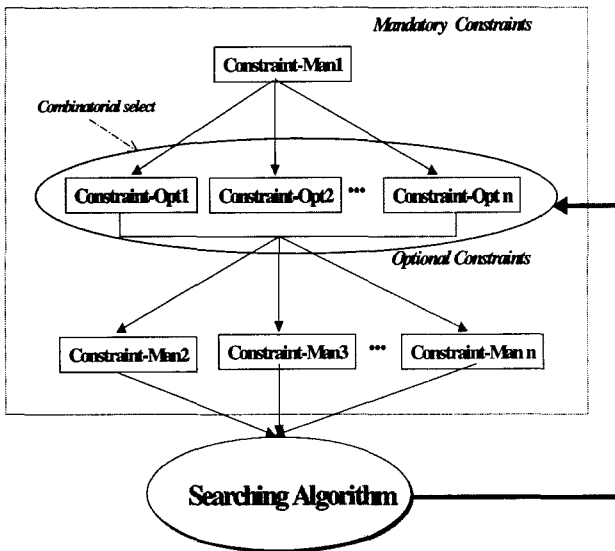 Mandatory Constraints
Constraint-Man1
Combinatorial select
Constraint-Opt1 Constraint-Opt2 ••• Constraint-Opt n
Optional Constraints
Constraint-Man2 Constraint-Man3 ••• Constraint-Man n
Searching Algorithm